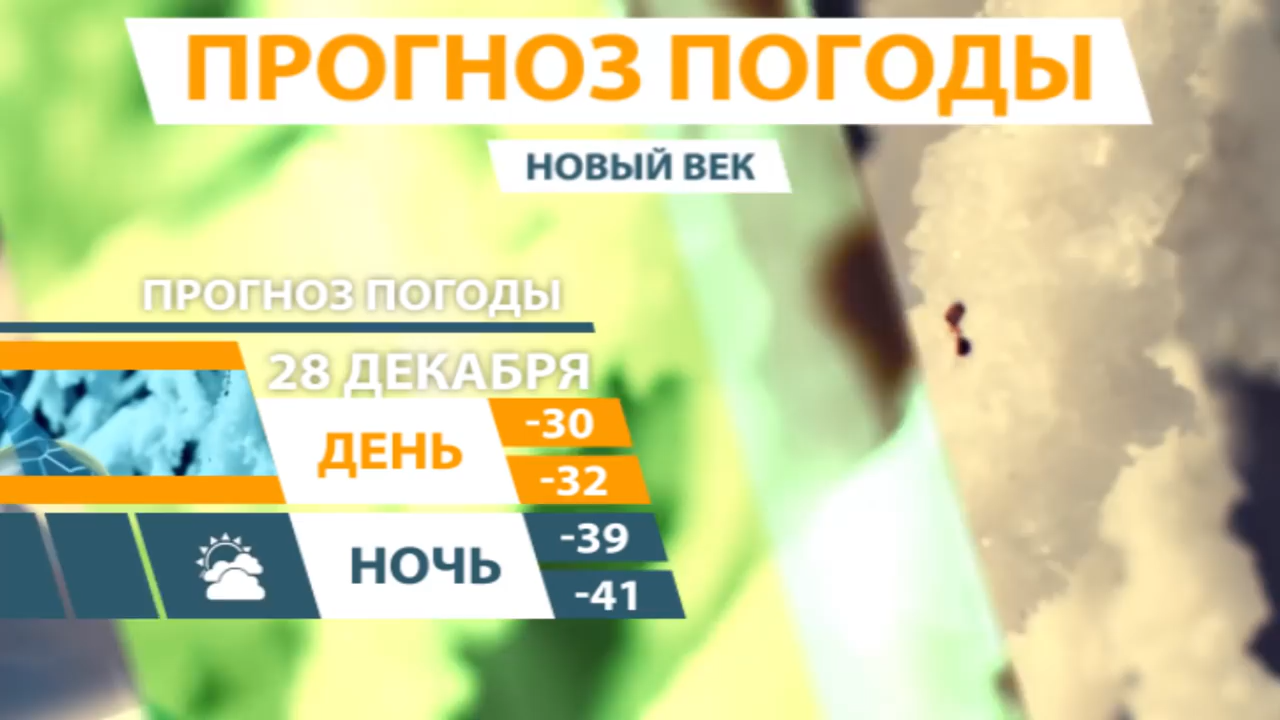 ПРОГНОЗ ПОГОДЫ
НОВЫЙ ВЕК
ПРОГНОЗ ПОГОДЫ
28 ДЕКАБРЯ
ДЕНЬ
-30
-32
НОЧЬ
-39
-41